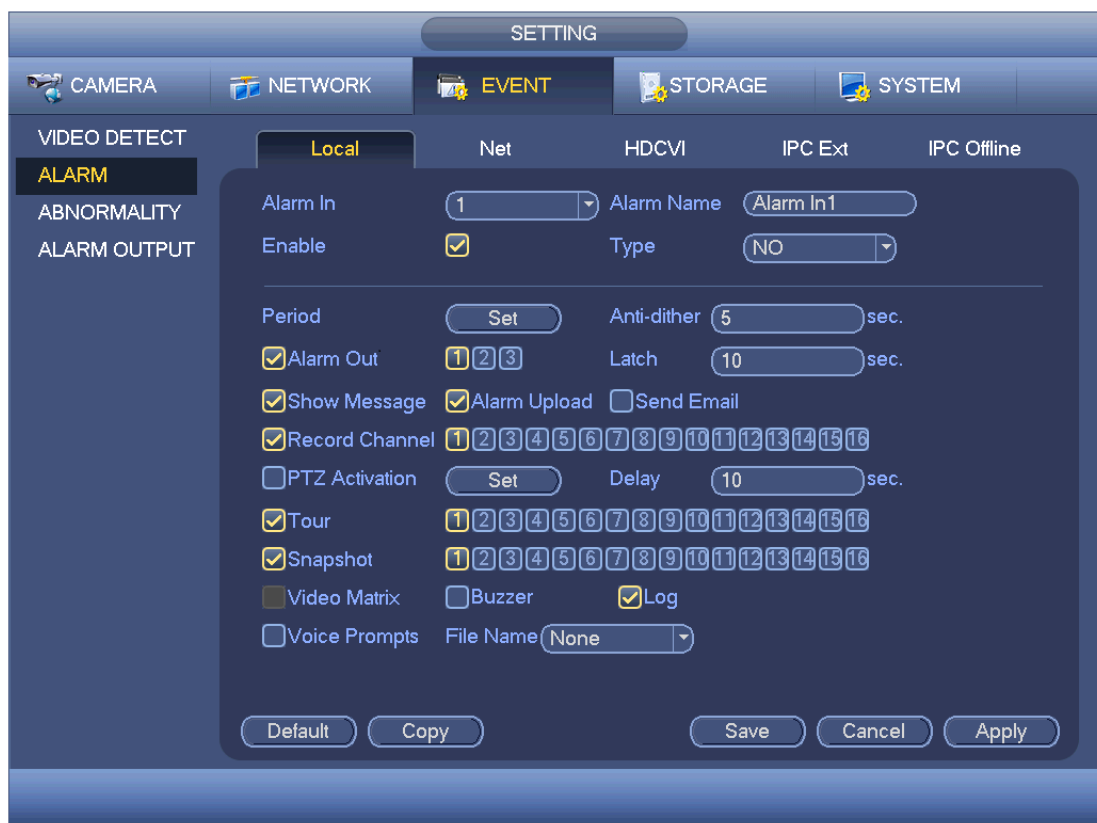 SETTING
CAMERA NETWORK EVENT STORAGE SYSTEM
VIDEO DETECT
ALARM
ABNORMALITY
ALARM OUTPUT
Local Net HDCVI IPC Ext IPC Offline
Alarm In 1 Alarm Name Alarm In1
Enable Type NO
Period Set Anti-dither 5 sec.
Alarm Out 1 2 3 Latch 10 sec.
Show Message Alarm Upload Send Email
Record Channel 1 2 3 4 5 6 7 8 9 10 11 12 13 14 15 16
PTZ Activation Set Delay 10 sec.
Tour 1 2 3 4 5 6 7 8 9 10 11 12 13 14 15 16
Snapshot 1 2 3 4 5 6 7 8 9 10 11 12 13 14 15 16
Video Matrix Buzzer Log
Voice Prompts File Name None
Default Copy Save Cancel Apply